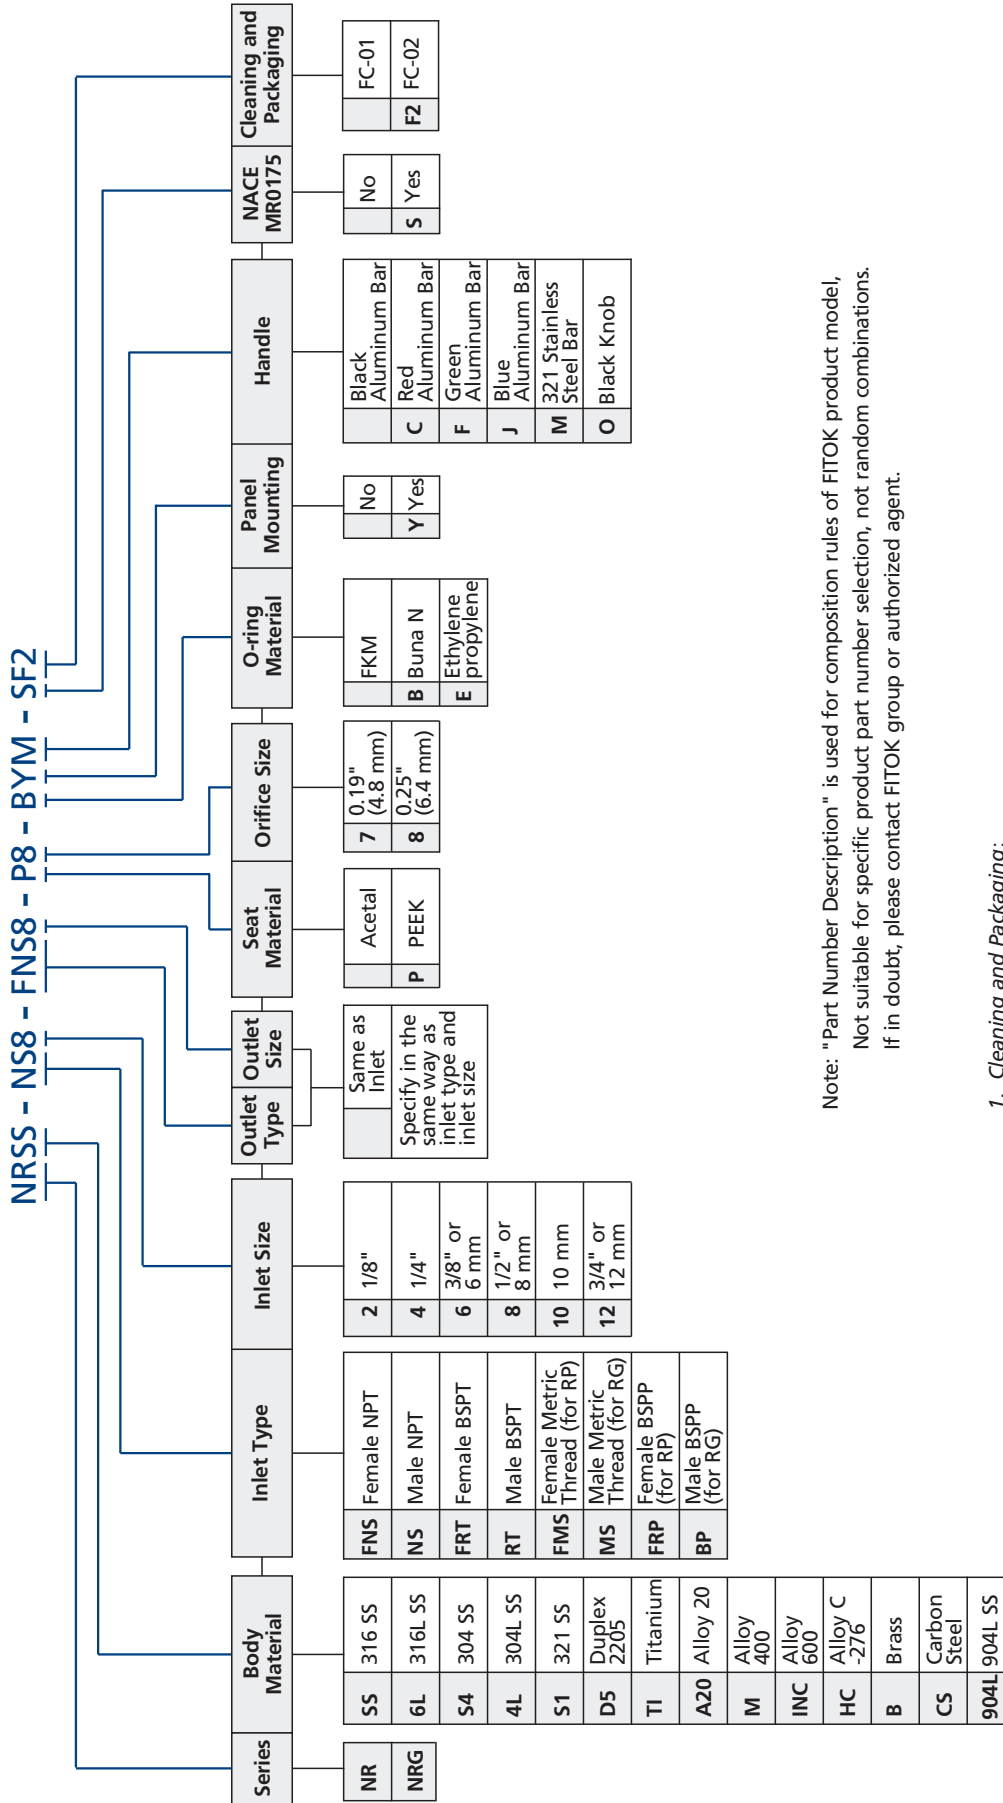 NRSS - NS8 - FNS8 - P8 - BYM - SF2
Series
NR
NRG
Body
Material
SS 316 SS
6L 316L SS
S4 304 SS
4L 304L SS
S1 321 SS
D5 Duplex
2205
TI Titanium
A20 Alloy 20
M Alloy
400
INC Alloy
600
HC Alloy C
-276
B Brass
CS Carbon
Steel
904L 904L SS
Inlet Type
FNS Female NPT
NS Male NPT
FRT Female BSPT
RT Male BSPT
FMS Female Metric
Thread (for RP)
MS Male Metric
Thread (for RG)
FRP Female BSPP
(for RP)
BP Male BSPP
(for RG)
Inlet Size
2 1/8"
4 1/4"
6 3/8" or
6 mm
8 1/2" or
8 mm
10 10 mm
12 3/4" or
12 mm
Outlet
Type
Outlet
Size
Same as
Inlet
Specify in the
same way as
inlet type and
inlet size
Seat
Material
Acetal
P PEEK
Orifice Size
7 0.19"
(4.8 mm)
8 0.25"
(6.4 mm)
O-ring
Material
FKM
B Buna N
E Ethylene
propylene
Panel
Mounting
No
Y Yes
Handle
Black
Aluminum Bar
C Red
Aluminum Bar
F Green
Aluminum Bar
J Blue
Aluminum Bar
M 321 Stainless
Steel Bar
O Black Knob
NACE
MR0175
No
S Yes
Cleaning and
Packaging
FC-01
F2 FC-02
Note: "Part Number Description" is used for composition rules of FITOK product model,
Not suitable for specific product part number selection, not random combinations.
If in doubt, please contact FITOK group or authorized agent.
1. Cleaning and Packaging: